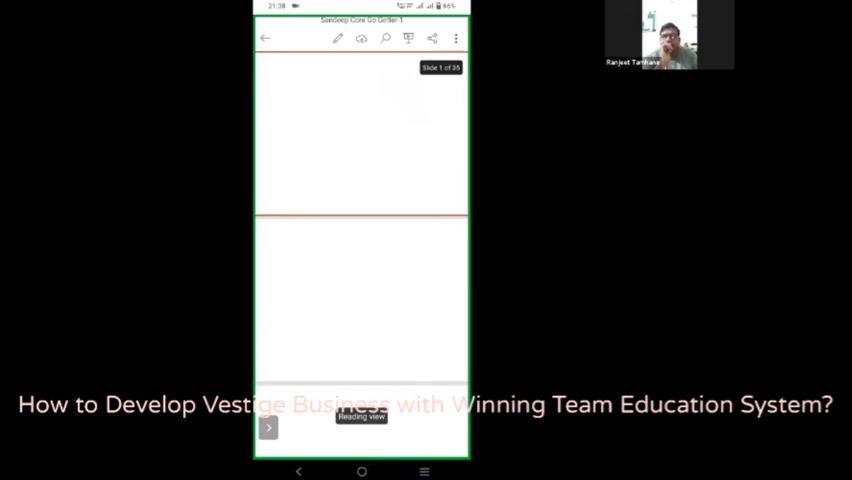 21:38
66%
Sandeep Core Go Getter 1
Slide 1 of 35
Ranjeet Tamhane
How to Develop Vestige Business with Winning Team Education System?
Reading view